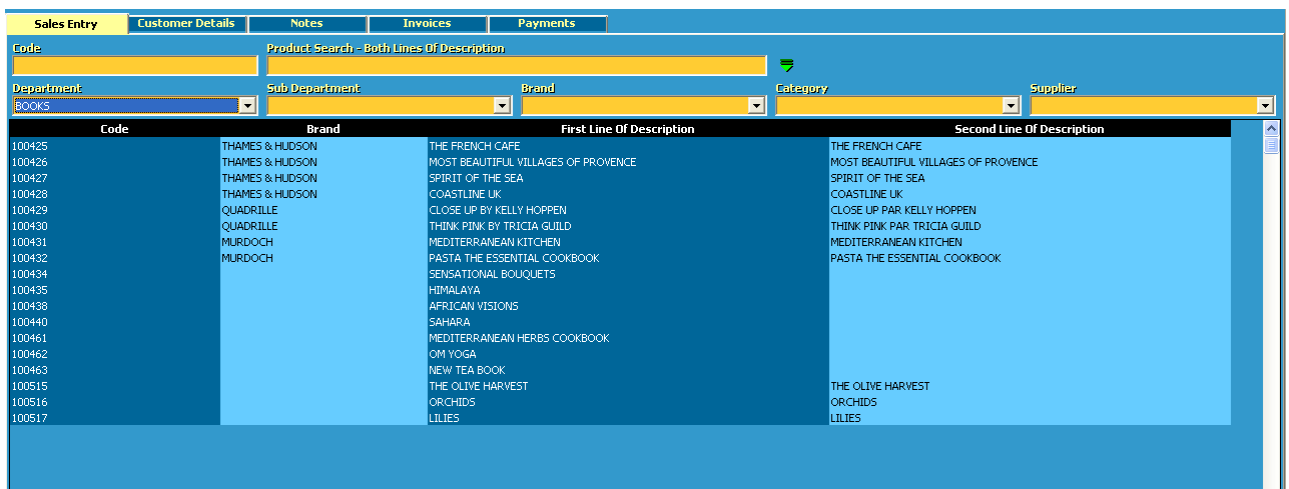 Sales Entry Customer Details Notes Invoices Payments
Code Product Search - Both Lines Of Description
Department Sub Department Brand Category Supplier
BOOKS
Code Brand First Line Of Description Second Line Of Description
100425 THAMES & HUDSON THE FRENCH CAFE THE FRENCH CAFE
100426 THAMES & HUDSON MOST BEAUTIFUL VILLAGES OF PROVENCE MOST BEAUTIFUL VILLAGES OF PROVENCE
100427 THAMES & HUDSON SPIRIT OF THE SEA SPIRIT OF THE SEA
100428 THAMES & HUDSON COASTLINE UK COASTLINE UK
100429 QUADRILLE CLOSE UP BY KELLY HOPPEN CLOSE UP PAR KELLY HOPPEN
100430 QUADRILLE THINK PINK BY TRICIA GUILD THINK PINK PAR TRICIA GUILD
100431 MURDOCH MEDITERRANEAN KITCHEN MEDITERRANEAN KITCHEN
100432 MURDOCH PASTA THE ESSENTIAL COOKBOOK PASTA THE ESSENTIAL COOKBOOK
100434 SENSATIONAL BOUQUETS
100435 HIMALAYA
100438 AFRICAN VISIONS
100440 SAHARA
100461 MEDITERRANEAN HERBS COOKBOOK
100462 OM YOGA
100463 NEW TEA BOOK
100515 THE OLIVE HARVEST THE OLIVE HARVEST
100516 ORCHIDS ORCHIDS
100517 LILIES LILIES